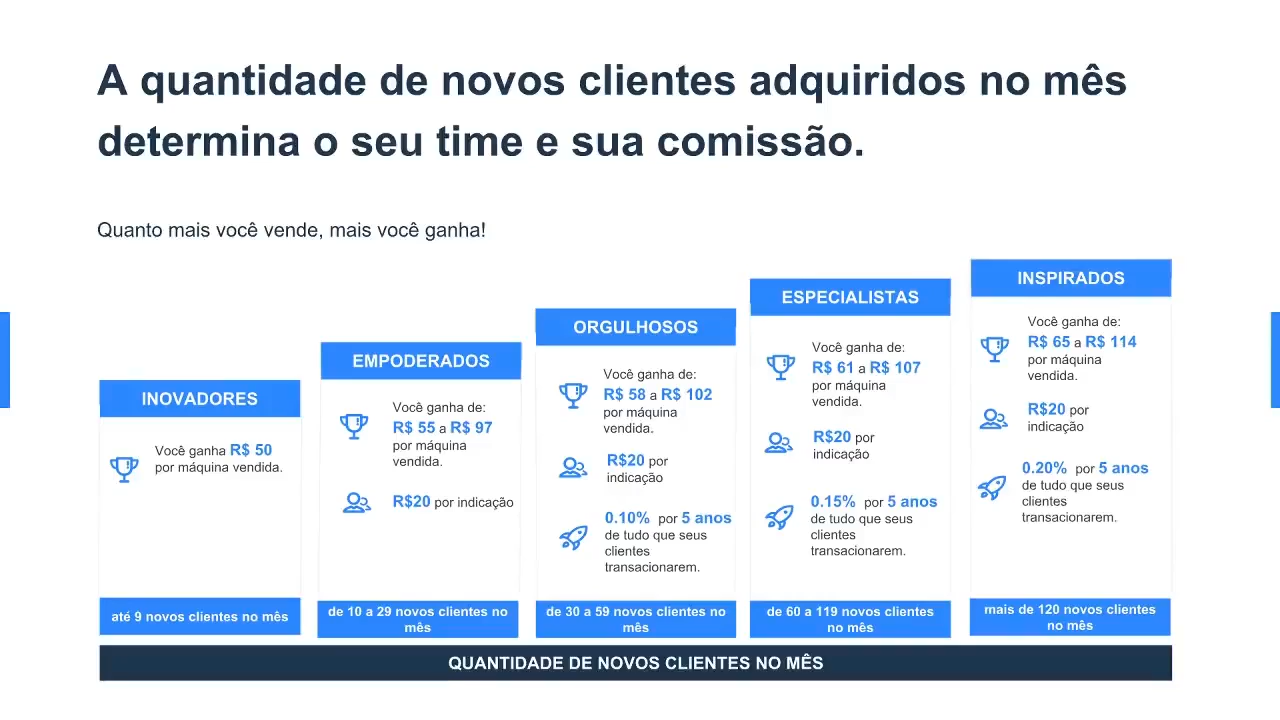 A quantidade de novos clientes adquiridos no mês
determina o seu time e sua comissão.
Quanto mais você vende, mais você ganha!
INOVADORES
Você ganha R$ 50
por máquina vendida.
até 9 novos clientes no mês
EMPODERADOS
Você ganha de:
R$ 55 a R$ 97
por máquina
vendida.
R$20 por indicação
de 10 a 29 novos clientes no
mês
ORGULHOSOS
Você ganha de:
R$ 58 a R$ 102
por máquina
vendida.
R$20 por
indicação
0.10% por 5 anos
de tudo que seus
clientes
transacionarem.
de 30 a 59 novos clientes no
mês
ESPECIALISTAS
Você ganha de:
R$ 61 a R$ 107
por máquina
vendida.
R$20 por
indicação
0.15% por 5 anos
de tudo que seus
clientes
transacionarem.
de 60 a 119 novos clientes
no mês
INSPIRADOS
Você ganha de:
R$ 65 a R$ 114
por máquina
vendida.
R$20 por
indicação
0.20% por 5 anos
de tudo que seus
clientes
transacionarem.
mais de 120 novos clientes
no mês
QUANTIDADE DE NOVOS CLIENTES NO MÊS